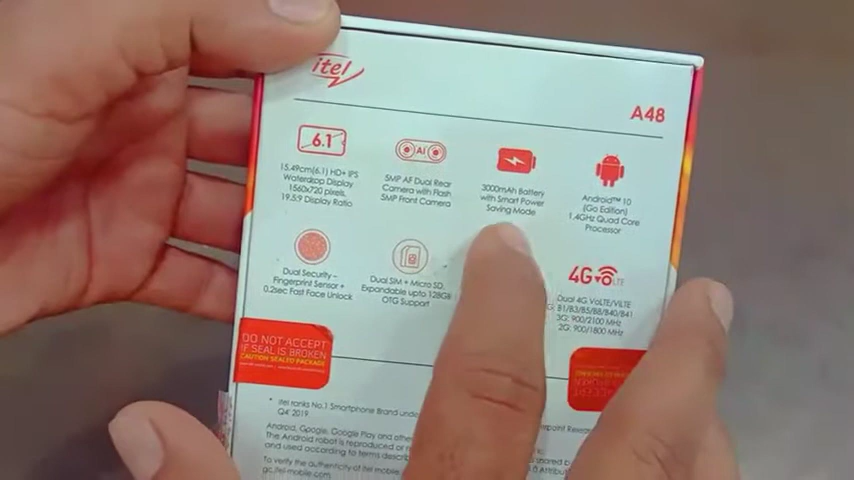 itel
A48
6.1
AI
15.49cm(6.1) HD+ IPS
Waterdrop Display
1560x720 pixels,
19.5:9 Display Ratio
5MP AF Dual Rear
Camera with Flash
5MP Front Camera
3000mAh Battery
with Smart Power
Saving Mode
Android™ 10
(Go Edition)
1.4GHz Quad Core
Processor
Dual Security –
Fingerprint Sensor +
0.2sec Fast Face Unlock
Dual SIM + Micro SD
Expandable upto 128GB
OTG Support
4G LTE
Dual 4G VoLTE/ViLTE
B1/B3/B5/B8/B40/B41
3G: 900/2100 MHz
2G: 900/1800 MHz
DO NOT ACCEPT
IF SEAL IS BROKEN
CAUTION SEALED TO PACKAGE
* itel ranks No.1 Smartphone Brand
Research
Q4' 2019
Android, Google, Google Play and
The Android robot is reproduced
and used according to terms
To verify the authenticity of itel
gc.itel-mobile.com